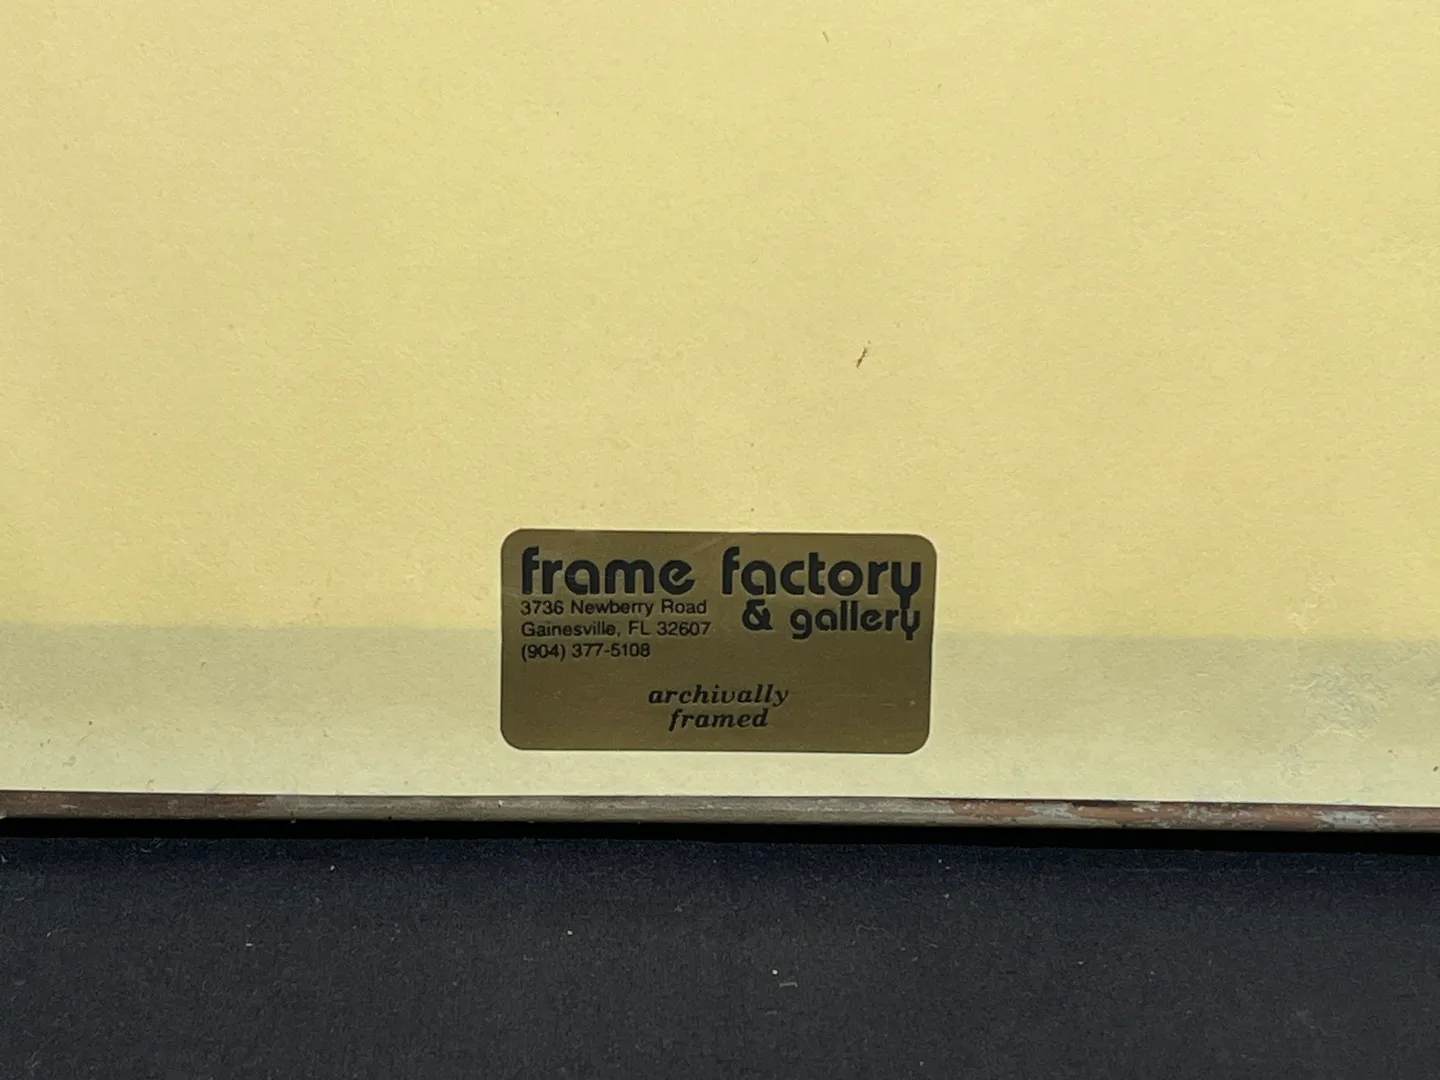 frame factory
& gallery
3736 Newberry Road
Gainesville, FL 32607
(904) 377-5108
archivally
framed